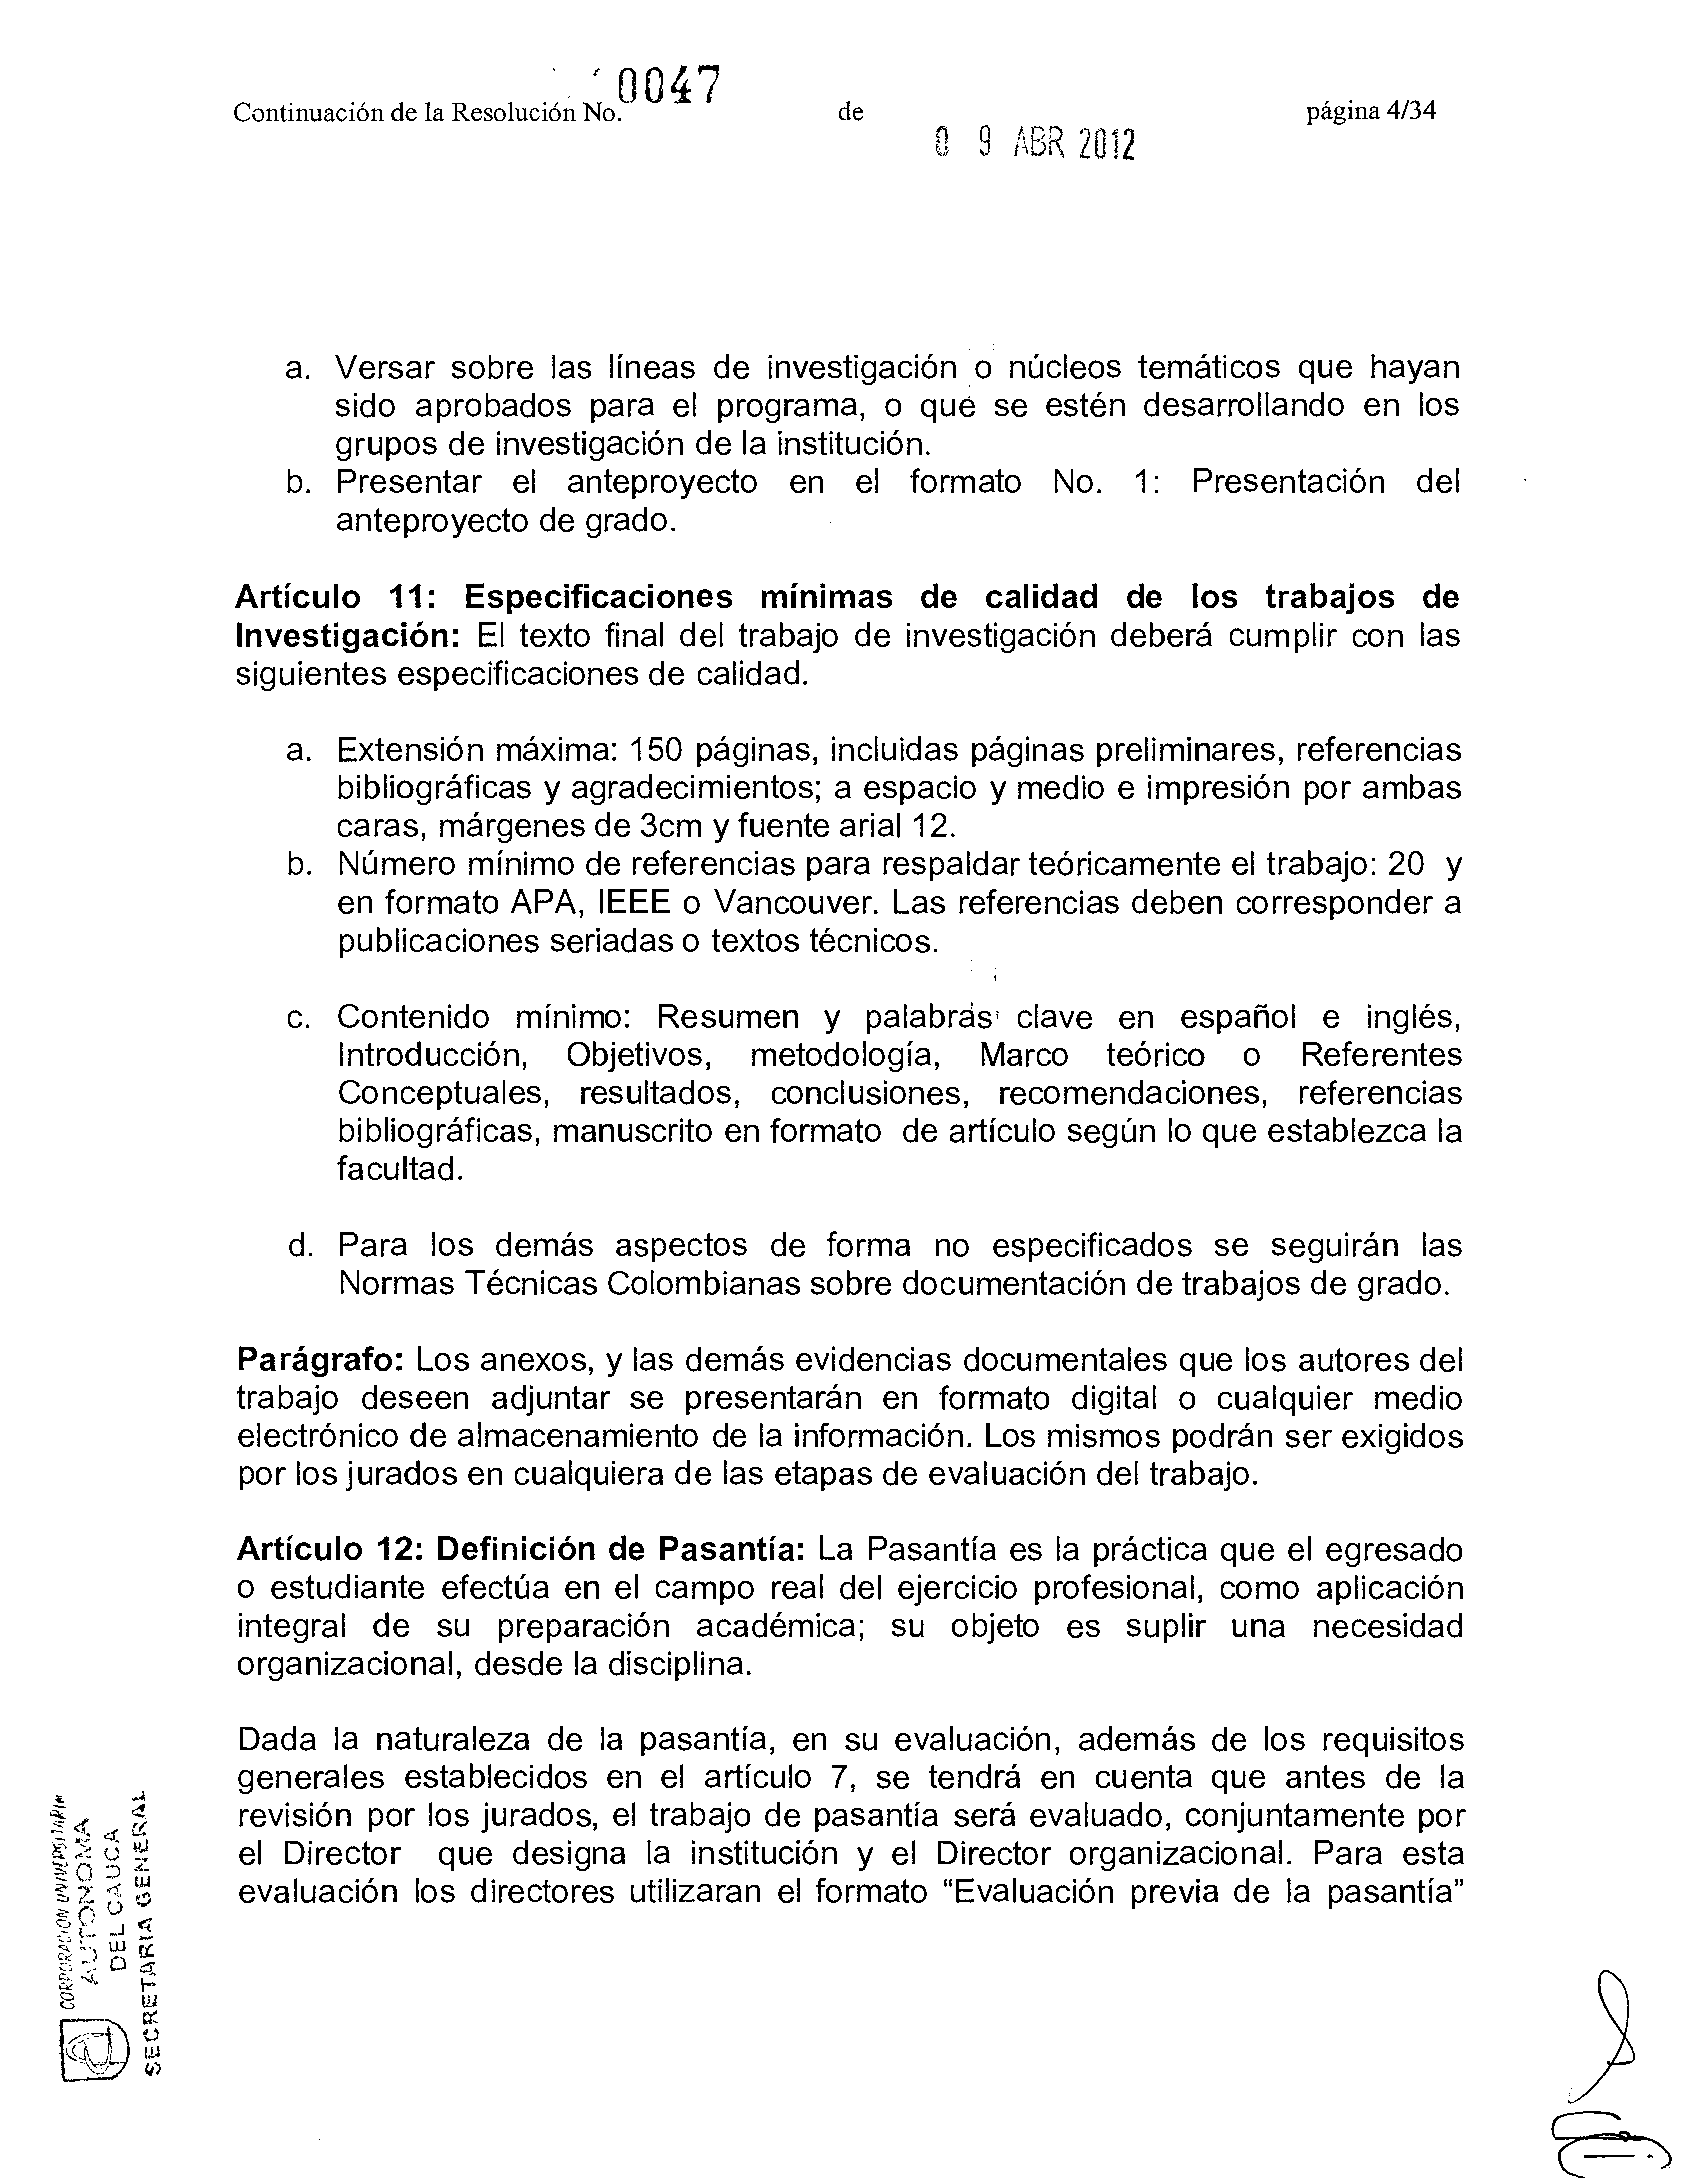 Continuación de la Resolución No. 0047 de página 4/34
0 9 ABR 2012
a. Versar sobre las líneas de investigación o núcleos temáticos que hayan
sido aprobados para el programa, o que se estén desarrollando en los
grupos de investigación de la institución.
b. Presentar el anteproyecto en el formato No. 1: Presentación del
anteproyecto de grado.
Artículo 11: Especificaciones mínimas de calidad de los trabajos de
Investigación: El texto final del trabajo de investigación deberá cumplir con las
siguientes especificaciones de calidad.
a. Extensión máxima: 150 páginas, incluidas páginas preliminares, referencias
bibliográficas y agradecimientos; a espacio y medio e impresión por ambas
caras, márgenes de 3cm y fuente arial 12.
b. Número mínimo de referencias para respaldar teóricamente el trabajo: 20 y
en formato APA, IEEE o Vancouver. Las referencias deben corresponder a
publicaciones seriadas o textos técnicos.
c. Contenido mínimo: Resumen y palabras clave en español e inglés,
Introducción, Objetivos, metodología, Marco teórico o Referentes
Conceptuales, resultados, conclusiones, recomendaciones, referencias
bibliográficas, manuscrito en formato de artículo según lo que establezca la
facultad.
d. Para los demás aspectos de forma no especificados se seguirán las
Normas Técnicas Colombianas sobre documentación de trabajos de grado.
Parágrafo: Los anexos, y las demás evidencias documentales que los autores del
trabajo deseen adjuntar se presentarán en formato digital o cualquier medio
electrónico de almacenamiento de la información. Los mismos podrán ser exigidos
por los jurados en cualquiera de las etapas de evaluación del trabajo.
Artículo 12: Definición de Pasantía: La Pasantía es la práctica que el egresado
o estudiante efectúa en el campo real del ejercicio profesional, como aplicación
integral de su preparación académica; su objeto es suplir una necesidad
organizacional, desde la disciplina.
Dada la naturaleza de la pasantía, en su evaluación, además de los requisitos
generales establecidos en el artículo 7, se tendrá en cuenta que antes de la
revisión por los jurados, el trabajo de pasantía será evaluado, conjuntamente por
el Director que designa la institución y el Director organizacional. Para esta
evaluación los directores utilizaran el formato “Evaluación previa de la pasantía”
CORPORACION UNIVERSITARIA
AUTONOMA
DEL CAUCA
SECRETARIA GENERAL